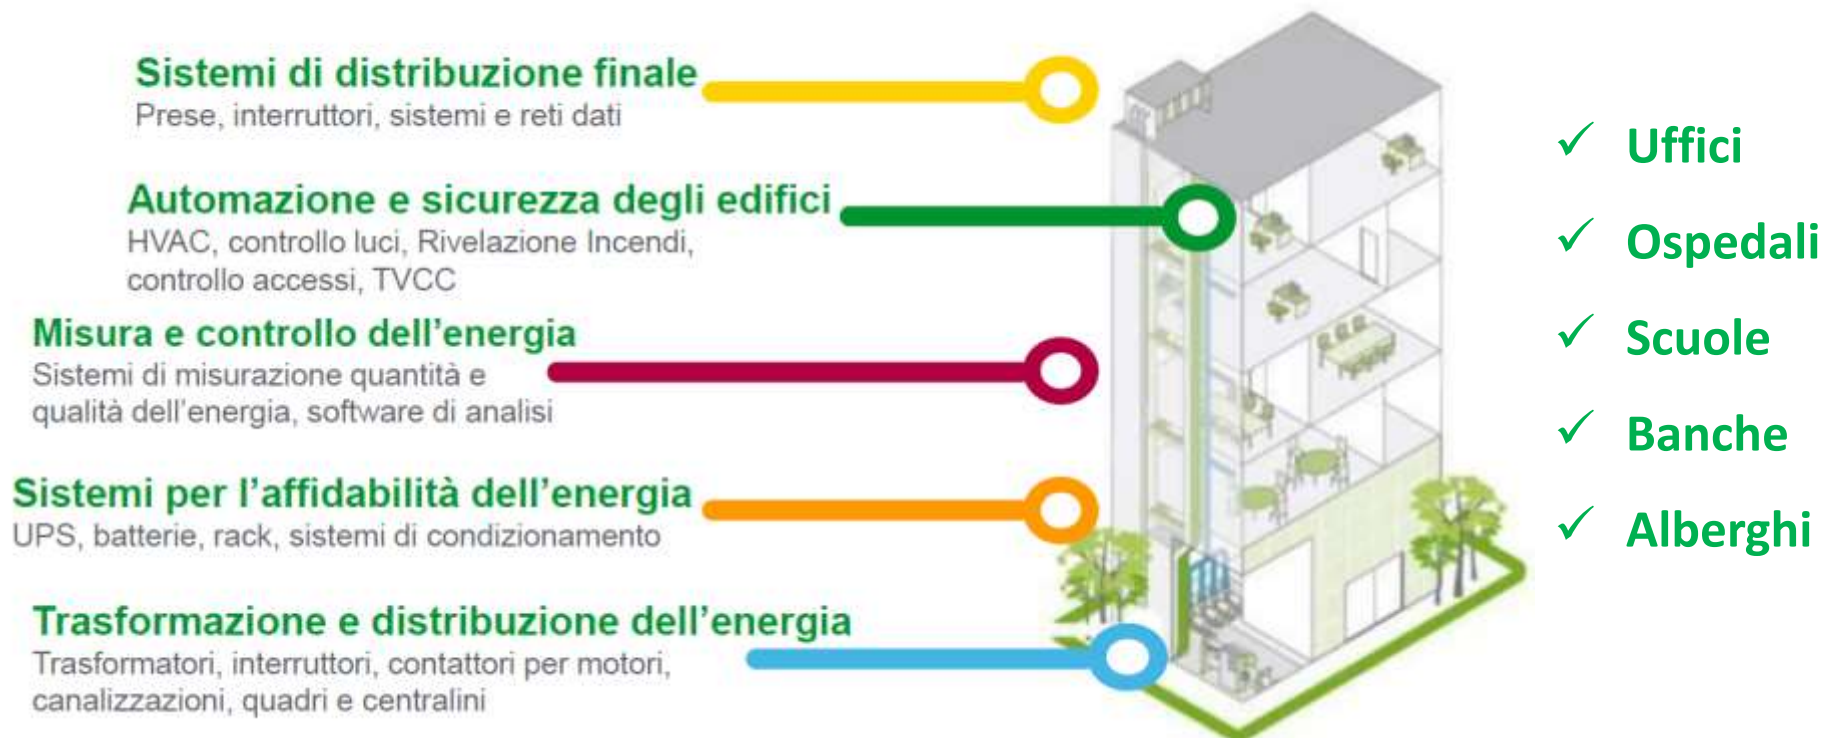 Sistemi di distribuzione finale
Prese, interruttori, sistemi e reti dati
Automazione e sicurezza degli edifici
HVAC, controllo luci, Rivelazione Incendi,
controllo accessi, TVCC
Misura e controllo dell'energia
Sistemi di misurazione quantità e
qualità dell'energia, software di analisi
Sistemi per l'affidabilità dell'energia
UPS, batterie, rack, sistemi di condizionamento
Trasformazione e distribuzione dell'energia
Trasformatori, interruttori, contattori per motori,
canalizzazioni, quadri e centralini
✓ Uffici
✓ Ospedali
✓ Scuole
✓ Banche
✓ Alberghi